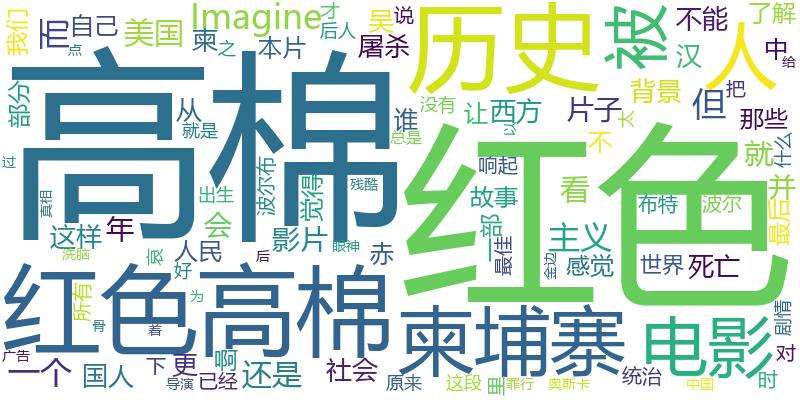 我们
而
自己
美国
Imagine
柬
之
才
后人
吴
说
点
本片
屠杀
历史
被
人
不能
了解
汉
中
给
高棉
红色
部分
从
就是
谁
让
西方
片子
背景
但
把
那些
没有
总是
以
不
太
什么
过
真相
出生
会
波尔布
残酷
觉得
响起
故事
一部
看
就
并
布特
波尔
最后
这样
年
影片
眼神
洗脑
哀
人民
后
赤
最佳
主义
感觉
金边
世界
死亡
所有
好
为
骨
着
红色高棉
柬埔寨
电影
剧情
广告
一个
国人
下
更
导演
啊
已经
还是
社会
原来
这段
里
罪行
奥斯卡
统治
中国
对
时